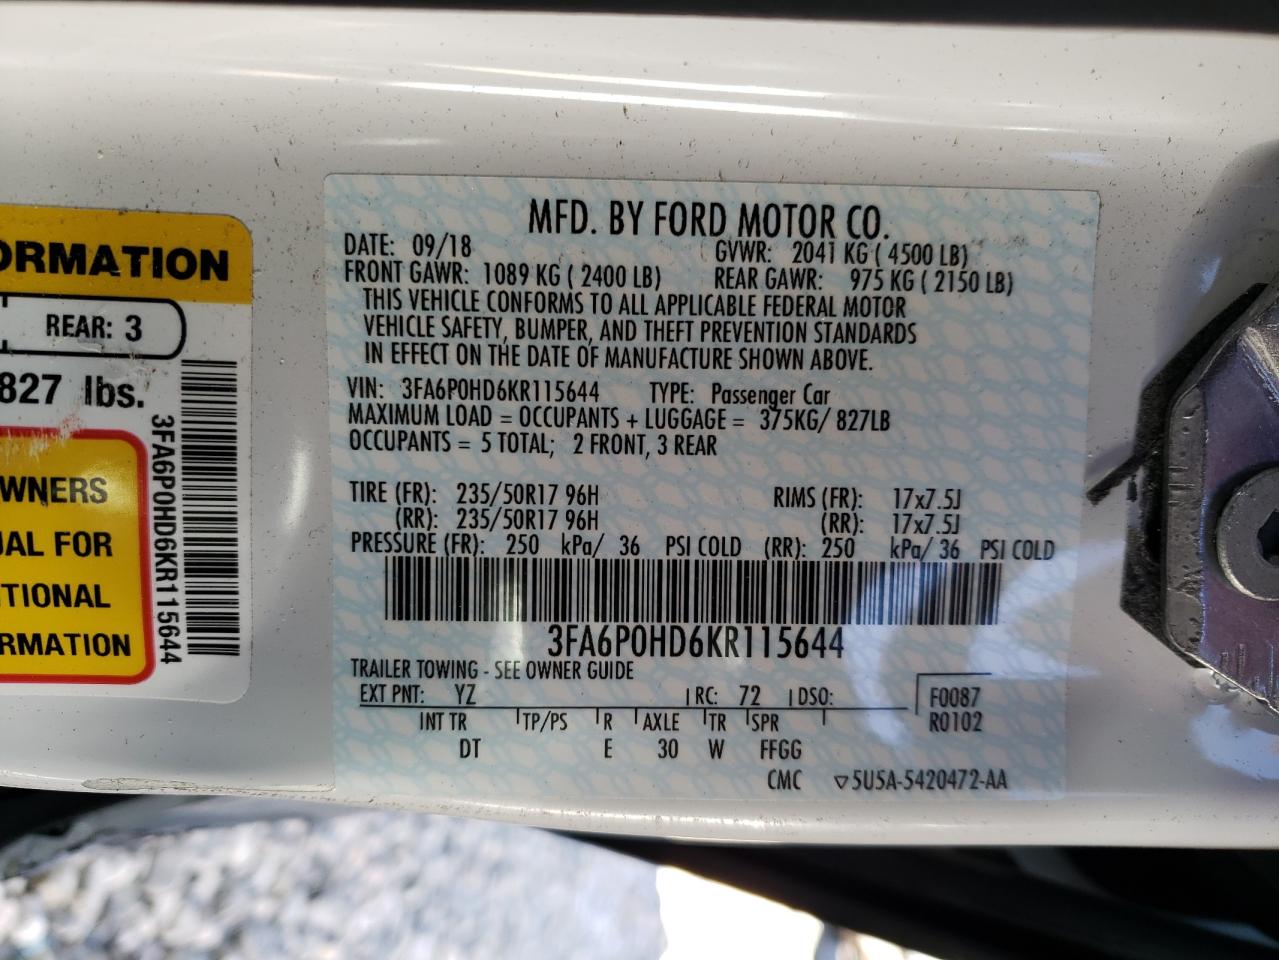 ORMATION
REAR: 3
827 lbs.
3FA6P0HD6KR115644
WNERS
UAL FOR
ITIONAL
ORMATION
MFD. BY FORD MOTOR CO.
DATE: 09/18 GVWR: 2041 KG ( 4500 LB)
FRONT GAWR: 1089 KG ( 2400 LB) REAR GAWR: 975 KG ( 2150 LB)
THIS VEHICLE CONFORMS TO ALL APPLICABLE FEDERAL MOTOR
VEHICLE SAFETY, BUMPER, AND THEFT PREVENTION STANDARDS
IN EFFECT ON THE DATE OF MANUFACTURE SHOWN ABOVE.
VIN: 3FA6P0HD6KR115644 TYPE: Passenger Car
MAXIMUM LOAD = OCCUPANTS + LUGGAGE = 375KG/ 827LB
OCCUPANTS = 5 TOTAL; 2 FRONT, 3 REAR
TIRE (FR): 235/50R17 96H RIMS (FR): 17x7.5J
(RR): 235/50R17 96H (RR): 17x7.5J
PRESSURE (FR): 250 kPa/ 36 PSI COLD (RR): 250 kPa/ 36 PSI COLD
3FA6P0HD6KR115644
TRAILER TOWING - SEE OWNER GUIDE
EXT PNT: YZ RC: 72 DSO: F0087
INT TR TP/PS R AXLE TR SPR R0102
DT E 30 W FFGG
CMC ▽5U5A-5420472-AA